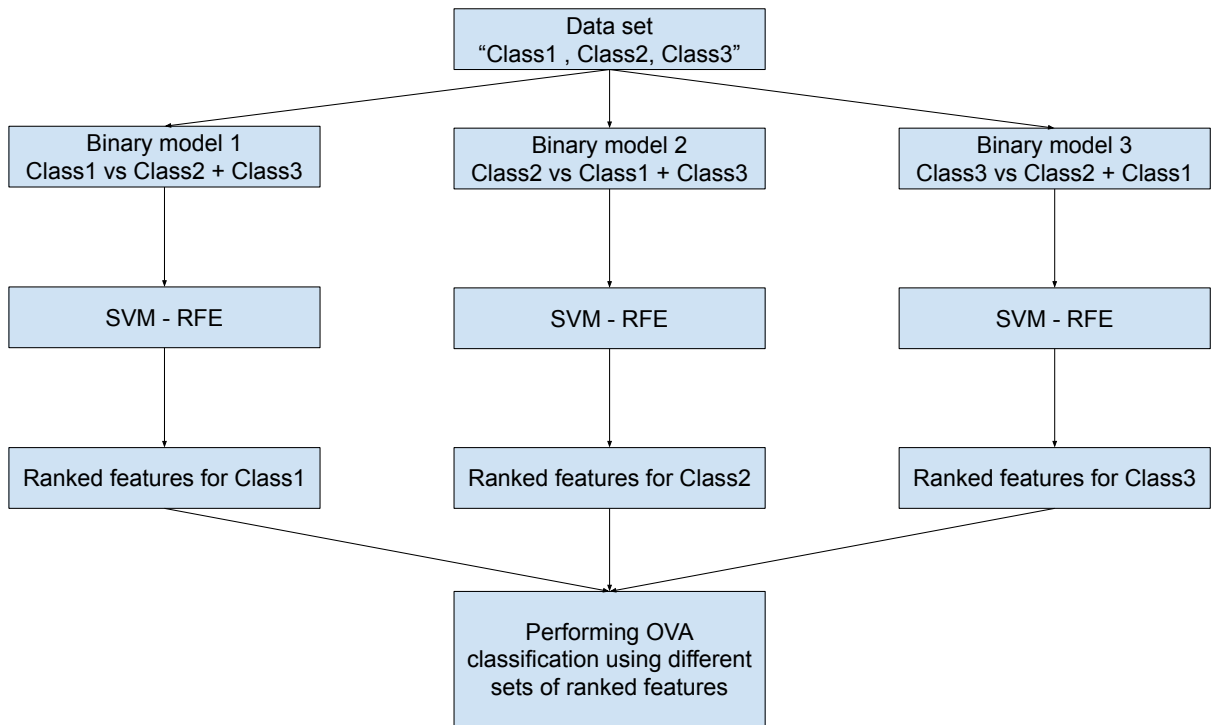 Data set
“Class1 , Class2, Class3”
Binary model 1
Class1 vs Class2 + Class3
Binary model 2
Class2 vs Class1 + Class3
Binary model 3
Class3 vs Class2 + Class1
SVM - RFE
SVM - RFE
SVM - RFE
Ranked features for Class1
Ranked features for Class2
Ranked features for Class3
Performing OVA
classification using different
sets of ranked features